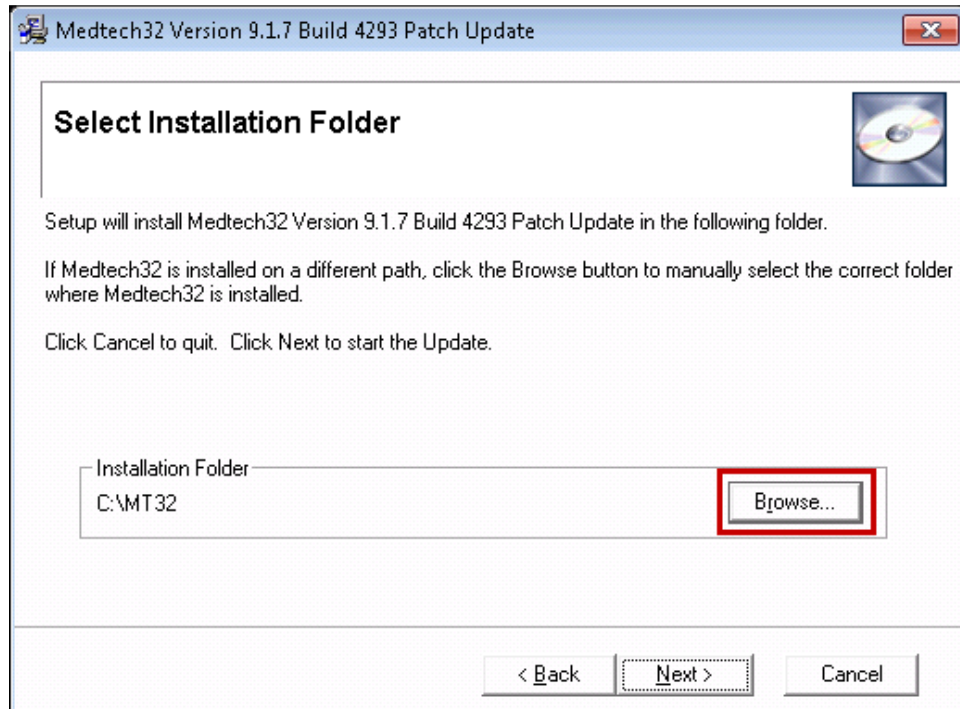 Medtech32 Version 9.1.7 Build 4293 Patch Update
Select Installation Folder
Setup will install Medtech32 Version 9.1.7 Build 4293 Patch Update in the following folder.
If Medtech32 is installed on a different path, click the Browse button to manually select the correct folder
where Medtech32 is installed.
Click Cancel to quit.  Click Next to start the Update.
Installation Folder
C:\MT32
Browse...
< Back
Next >
Cancel